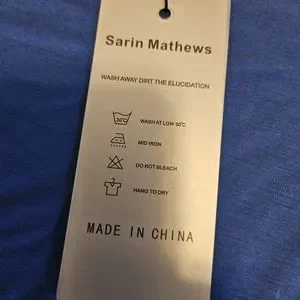 Sarin Mathews
WASH AWAY DIRT THE ELUCIDATION
30℃
WASH AT LOW 30℃
MID IRON
DO NOT BLEACH
HANG TO DRY
MADE IN CHINA